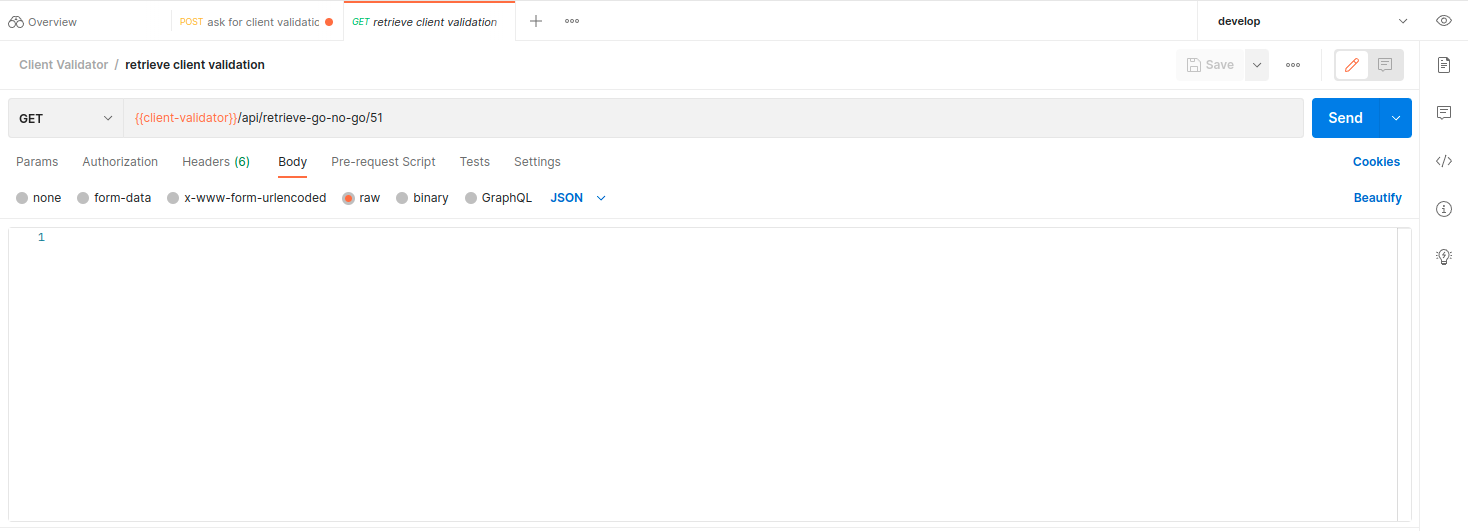 Overview POST ask for client validatic GET retrieve client validation develop
Client Validator / retrieve client validation Save
GET {{client-validator}}/api/retrieve-go-no-go/51 Send
Params Authorization Headers (6) Body Pre-request Script Tests Settings Cookies
none form-data x-www-form-urlencoded raw binary GraphQL JSON Beautify
1